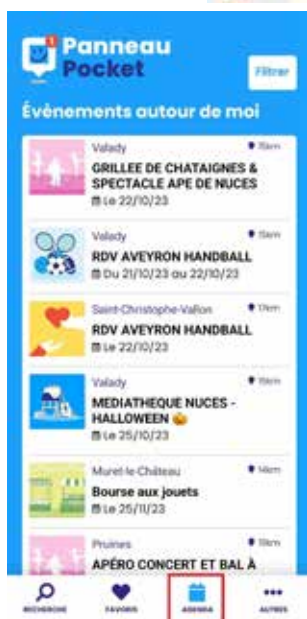 1
Panneau
Pocket
Filtrer
Évènements autour de moi
Valady
GRILLEE DE CHATAIGNES &
SPECTACLE APE DE NUCES
Le 22/10/23
Valady
RDV AVEYRON HANDBALL
Du 21/10/23 au 22/10/23
Saint-Christophe-Vallon
RDV AVEYRON HANDBALL
Le 22/10/23
Valady
MEDIATHEQUE NUCES -
HALLOWEEN 🎃
Le 25/10/23
Muret-le-Château
Bourse aux jouets
Le 25/11/23
Pruines
APÉRO CONCERT ET BAL À
RECHERCHE
FAVORIS
AGENDA
AUTRES